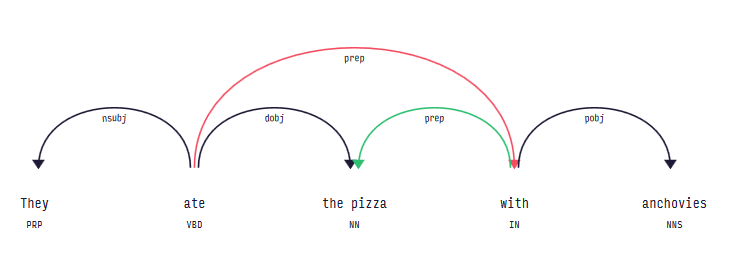 prep
nsubj dobj prep pobj
They ate the pizza with anchovies
PRP VBD NN IN NNS